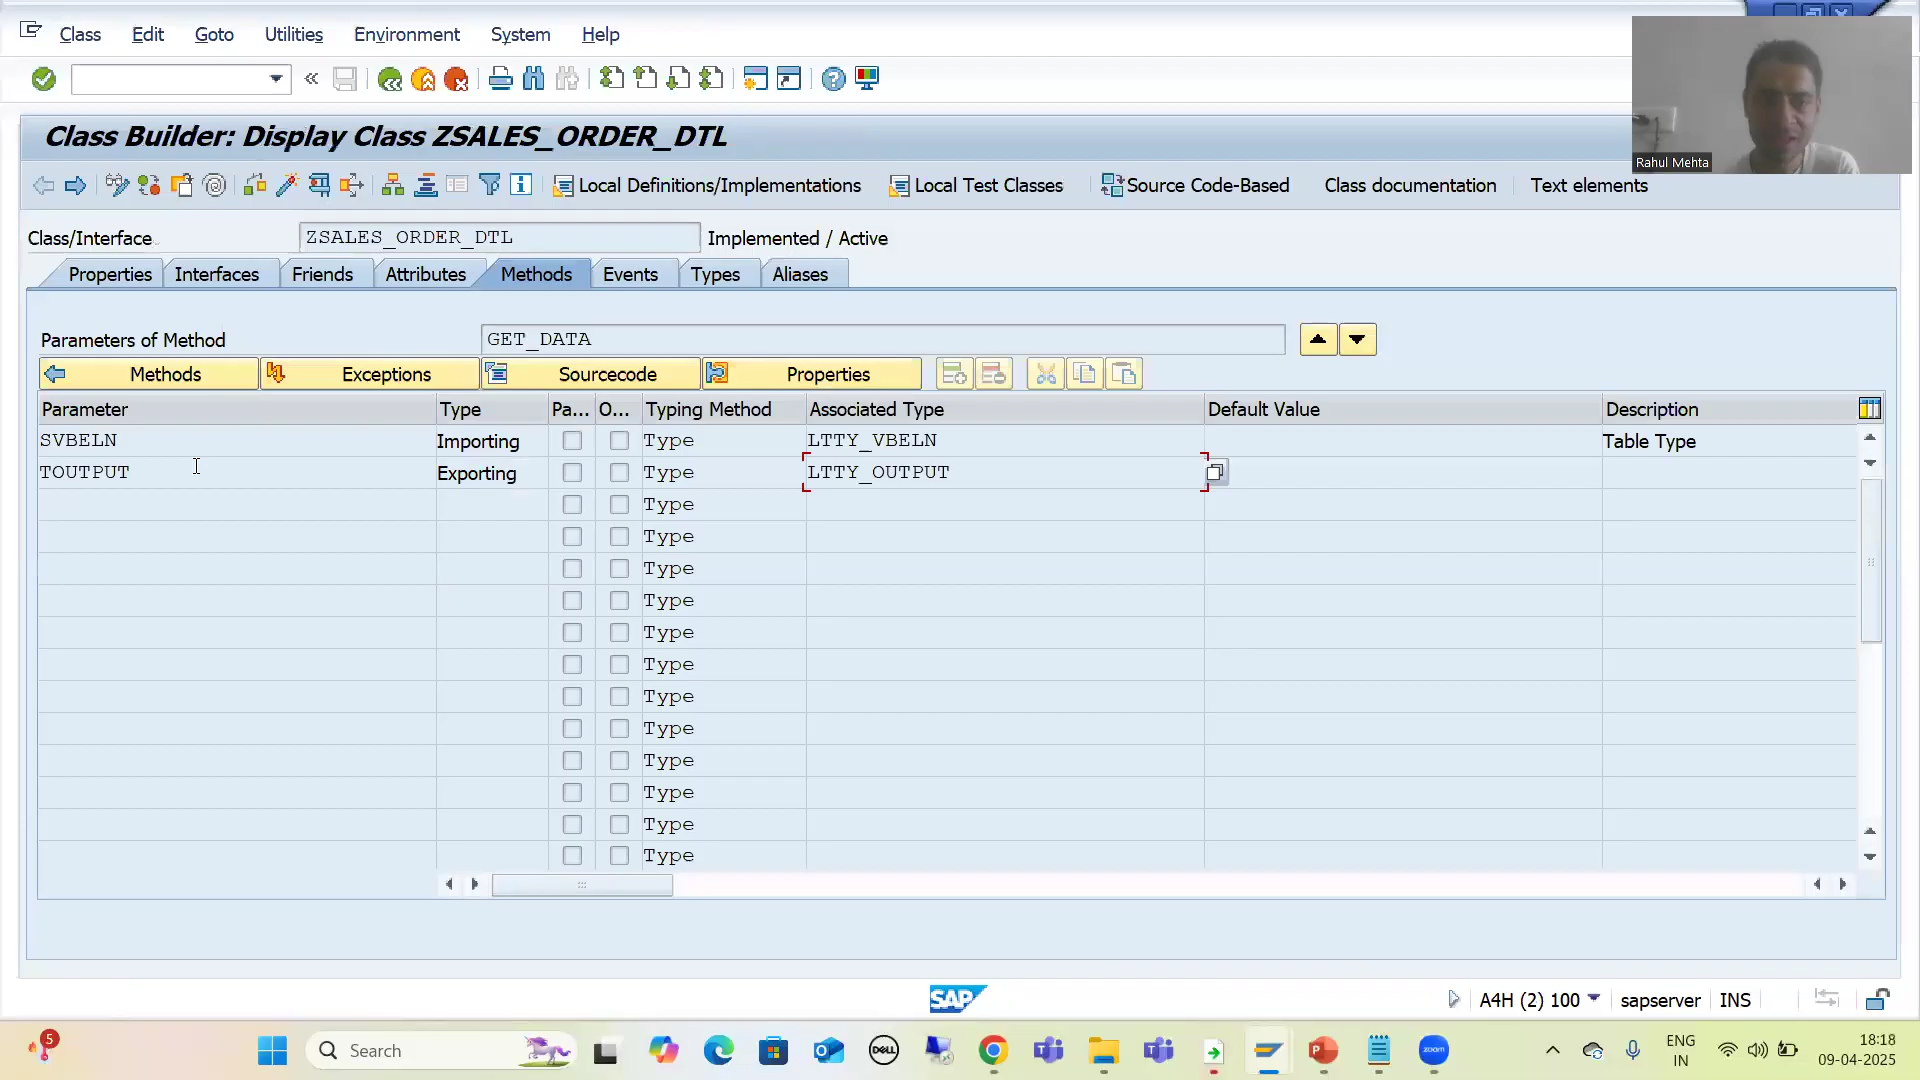 Class Edit Goto Utilities Environment System Help
Class Builder: Display Class ZSALES_ORDER_DTL
Rahul Mehta
Local Definitions/Implementations Local Test Classes Source Code-Based Class documentation Text elements
Class/Interface ZSALES_ORDER_DTL Implemented / Active
Properties Interfaces Friends Attributes Methods Events Types Aliases
Parameters of Method GET_DATA
Methods Exceptions Sourcecode Properties
Parameter Type Pa... O... Typing Method Associated Type Default Value Description
SVBELN Importing Type LTTY_VBELN Table Type
TOUTPUT Exporting Type LTTY_OUTPUT
Type
Type
Type
Type
Type
Type
Type
Type
Type
Type
Type
Type
SAP A4H (2) 100 sapserver INS
5 Search DELL zoom ENG 18:18
IN 09-04-2025